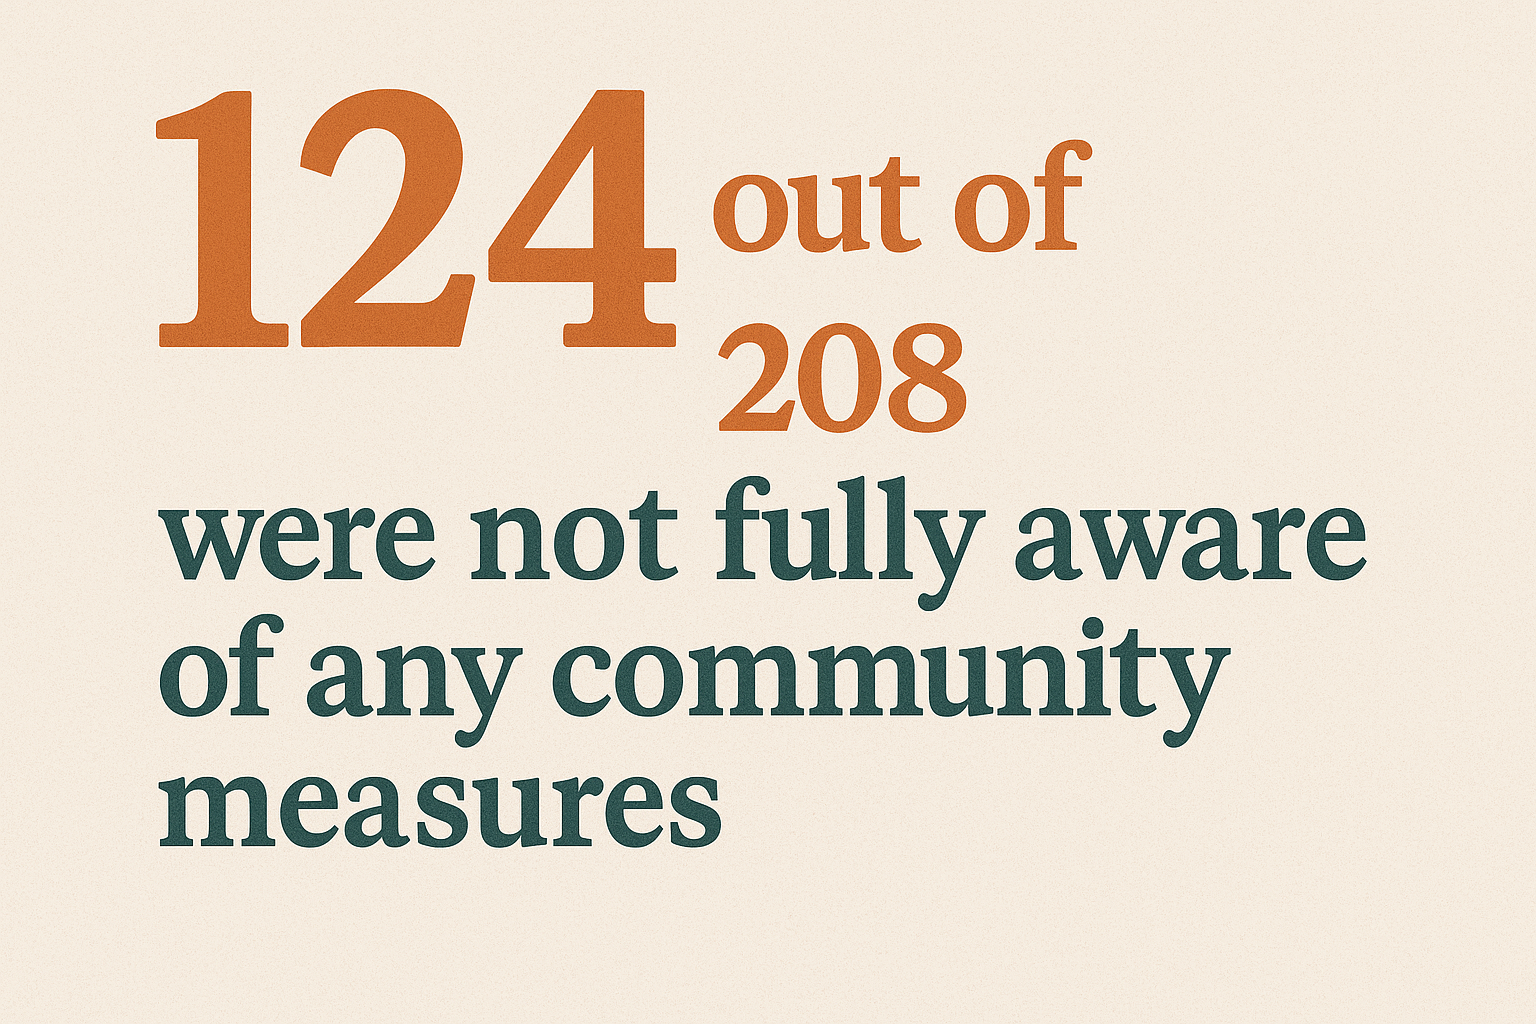 124 out of
208
were not fully aware
of any community
measures